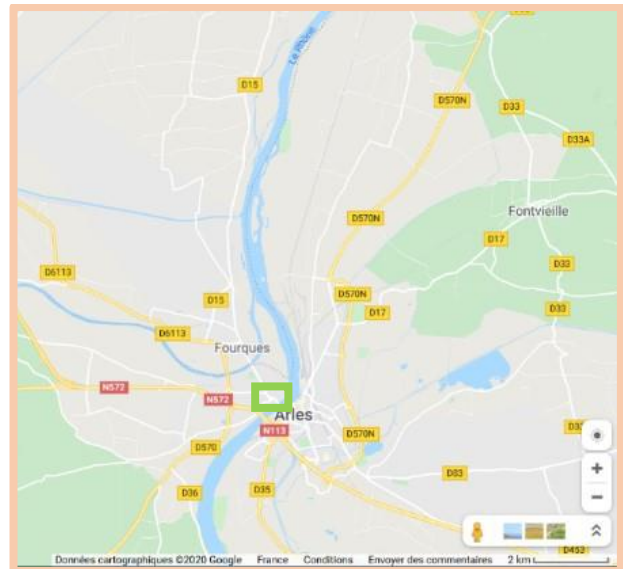 Le Rhône
D15
D570N
D33
D33A
Fontvieille
D570N
D17
D6113
D33
D15
D570N
D17
D33
D6113
Fourques
N572
N572
Arles
N113
D570N
D570
D83
D36
D35
Données cartographiques ©2020 Google France Conditions Envoyer des commentaires 2 km
D453